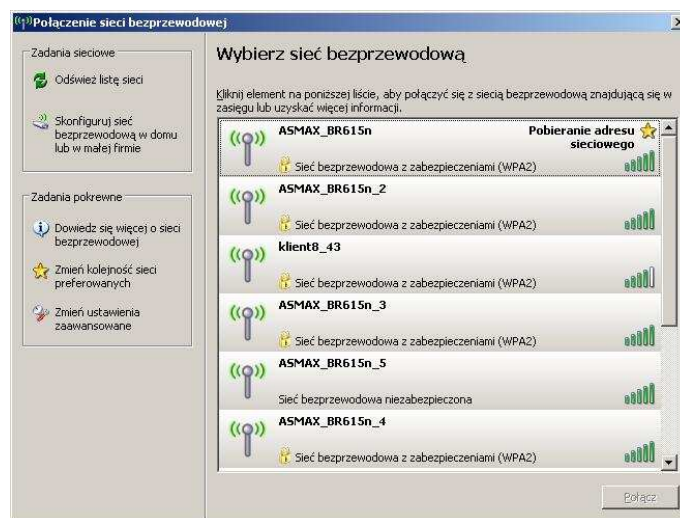 Połączenie sieci bezprzewodowej
Zadania sieciowe
Odśwież listę sieci
Skonfiguruj sieć
bezprzewodową w domu
lub w małej firmie
Zadania pokrewne
Dowiedz się więcej o sieci
bezprzewodowej
Zmień kolejność sieci
preferowanych
Zmień ustawienia
zaawansowane
Wybierz sieć bezprzewodową
Kliknij element na poniższej liście, aby połączyć się z siecią bezprzewodową znajdującą się w
zasięgu lub uzyskać więcej informacji.
ASMAX_BR615n
Pobieranie adresu
sieciowego
Sieć bezprzewodowa z zabezpieczeniami (WPA2)
ASMAX_BR615n_2
Sieć bezprzewodowa z zabezpieczeniami (WPA2)
klient8_43
Sieć bezprzewodowa z zabezpieczeniami (WPA2)
ASMAX_BR615n_3
Sieć bezprzewodowa z zabezpieczeniami (WPA2)
ASMAX_BR615n_5
Sieć bezprzewodowa niezabezpieczona
ASMAX_BR615n_4
Sieć bezprzewodowa z zabezpieczeniami (WPA2)
Połącz